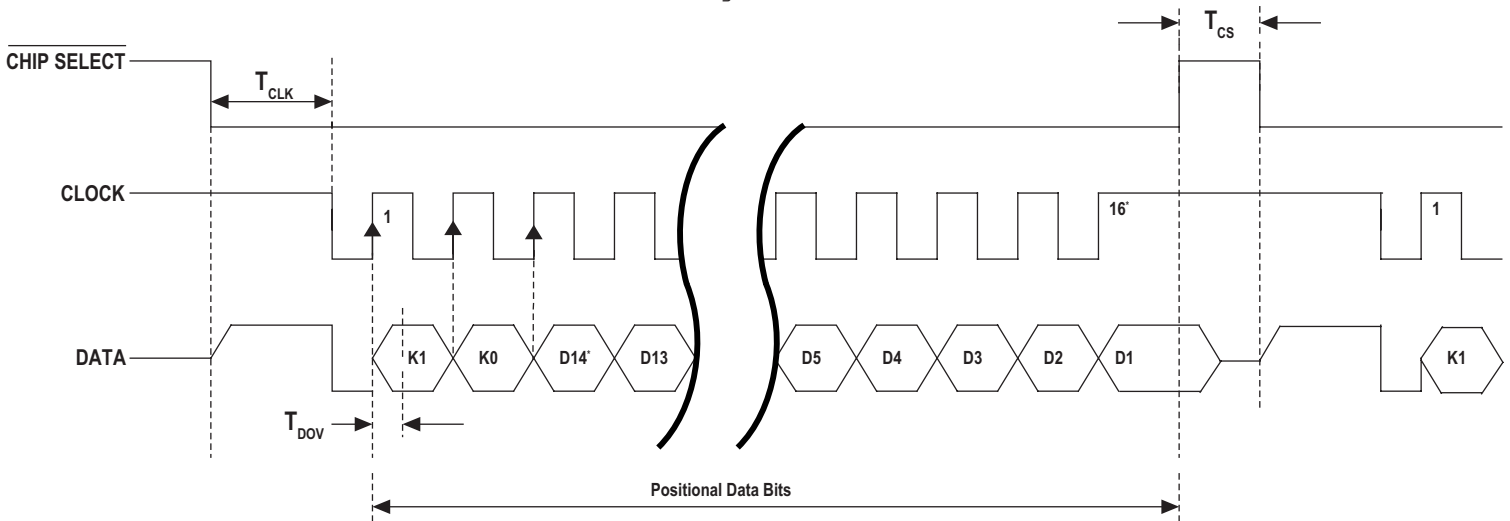 T_CS
CHIP SELECT
T_CLK
CLOCK
1
16*
1
DATA
K1
K0
D14*
D13
D5
D4
D3
D2
D1
K1
T_DOV
Positional Data Bits